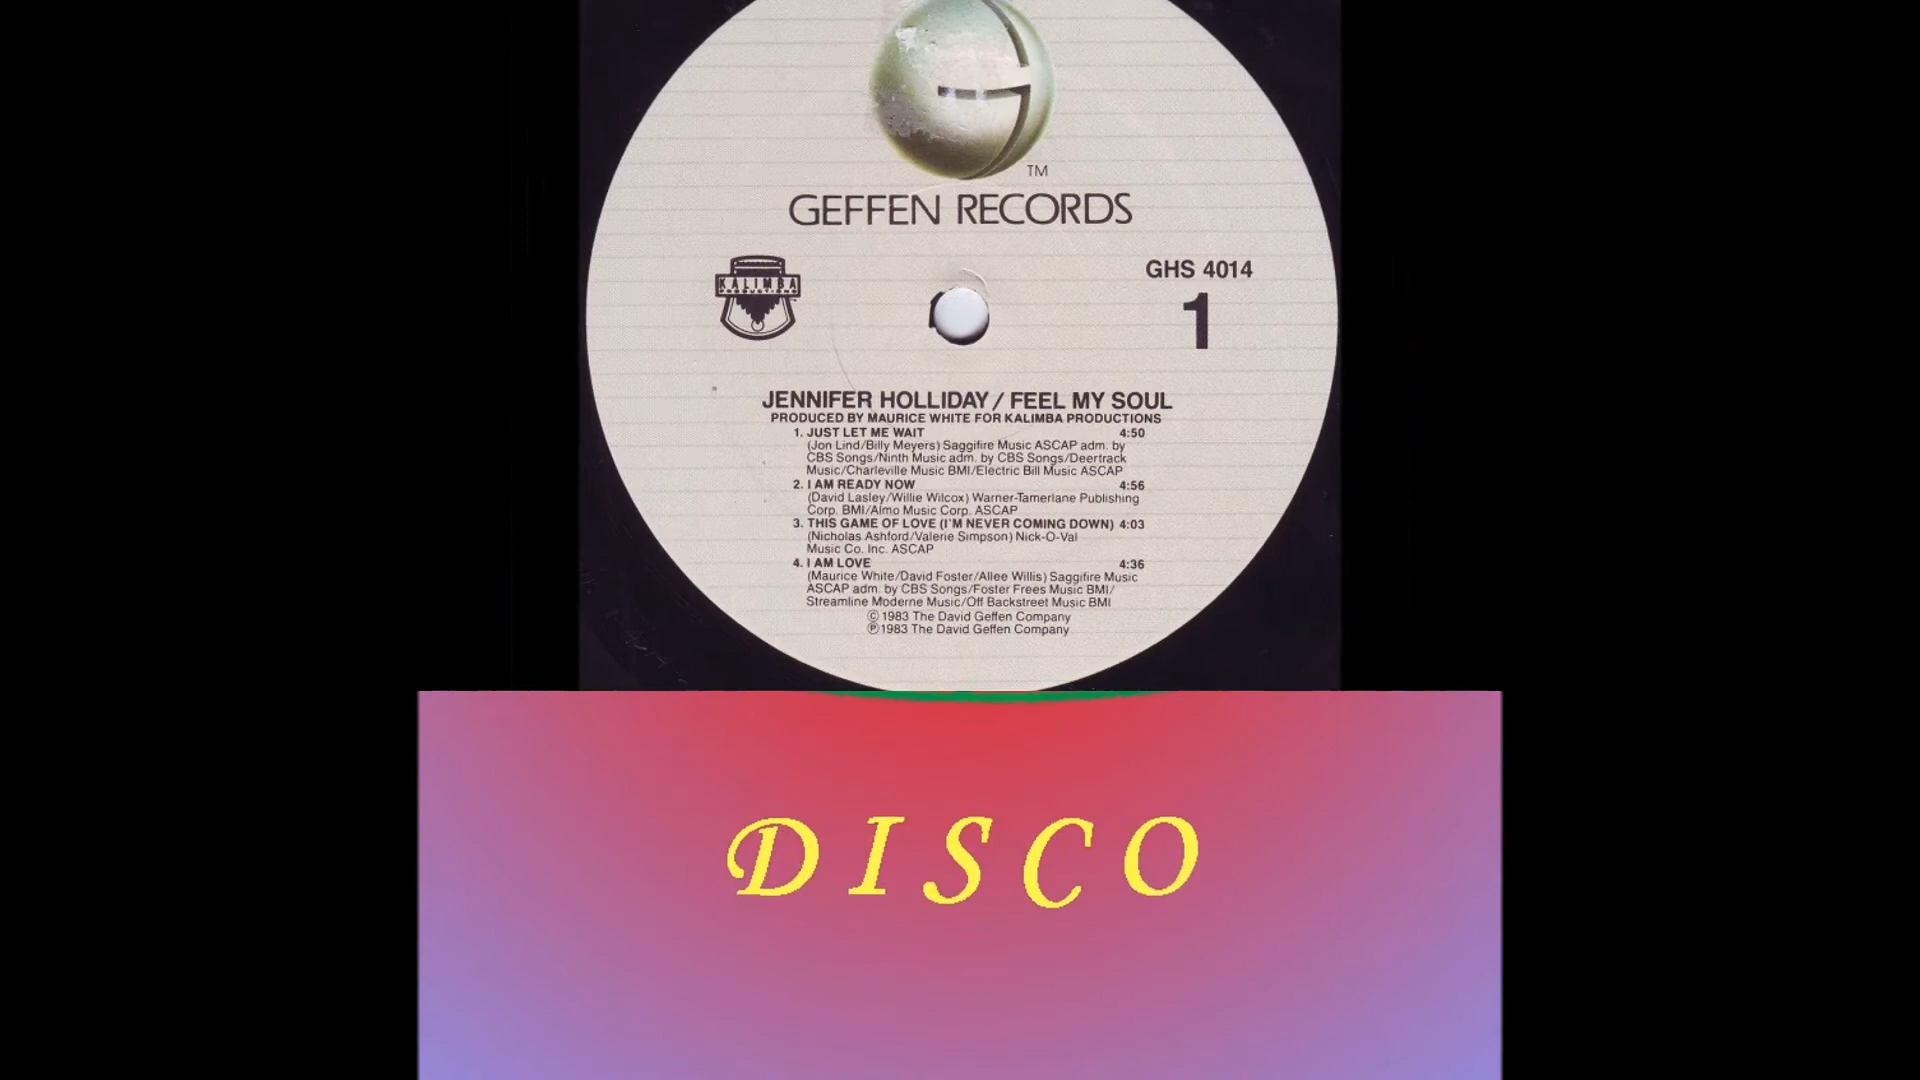 TM
GEFFEN RECORDS
KALIMBA
PRODUCTIONS
GHS 4014
1
JENNIFER HOLLIDAY / FEEL MY SOUL
PRODUCED BY MAURICE WHITE FOR KALIMBA PRODUCTIONS
1. JUST LET ME WAIT 4:50
(Jon Lind/Billy Meyers) Saggifire Music ASCAP adm. by
CBS Songs/Ninth Music adm. by CBS Songs/Deertrack
Music/Charleville Music BMI/Electric Bill Music ASCAP
2. I AM READY NOW 4:56
(David Lasley/Willie Wilcox) Warner-Tamerlane Publishing
Corp. BMI/Almo Music Corp. ASCAP
3. THIS GAME OF LOVE (I'M NEVER COMING DOWN) 4:03
(Nicholas Ashford/Valerie Simpson) Nick-O-Val
Music Co. Inc. ASCAP
4. I AM LOVE 4:36
(Maurice White/David Foster/Allee Willis) Saggifire Music
ASCAP adm. by CBS Songs/Foster Frees Music BMI/
Streamline Moderne Music/Off Backstreet Music BMI
© 1983 The David Geffen Company
℗ 1983 The David Geffen Company
DISCO